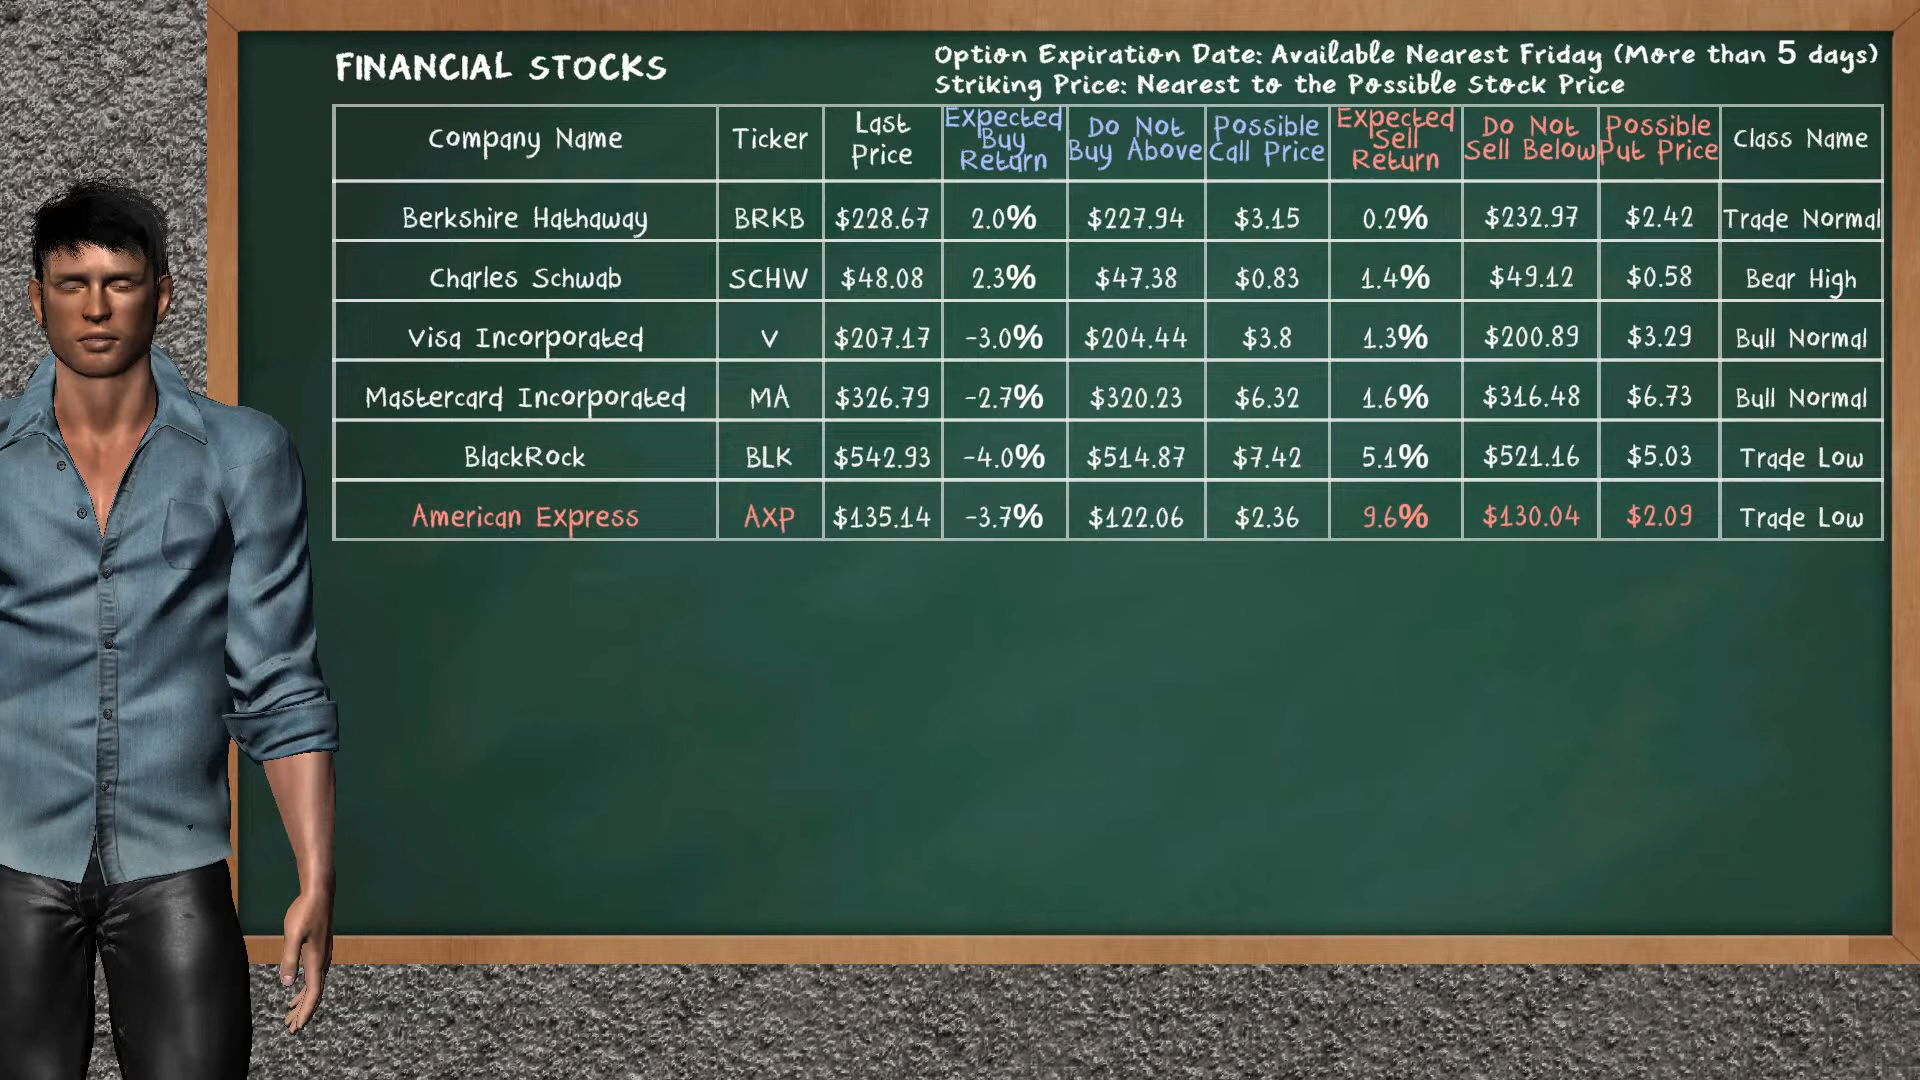 FINANCIAL STOCKS
Option Expiration Date: Available Nearest Friday (More than 5 days)
Striking Price: Nearest to the Possible Stock Price
Company Name Ticker Last Price Expected Buy Return Do Not Buy Above Possible Call Price Expected Sell Return Do Not Sell Below Possible Put Price Class Name
Berkshire Hathaway BRKB $228.67 2.0% $227.94 $3.15 0.2% $232.97 $2.42 Trade Normal
Charles Schwab SCHW $48.08 2.3% $47.38 $0.83 1.4% $49.12 $0.58 Bear High
Visa Incorporated V $207.17 -3.0% $204.44 $3.8 1.3% $200.89 $3.29 Bull Normal
Mastercard Incorporated MA $326.79 -2.7% $320.23 $6.32 1.6% $316.48 $6.73 Bull Normal
BlackRock BLK $542.93 -4.0% $514.87 $7.42 5.1% $521.16 $5.03 Trade Low
American Express AXP $135.14 -3.7% $122.06 $2.36 9.6% $130.04 $2.09 Trade Low